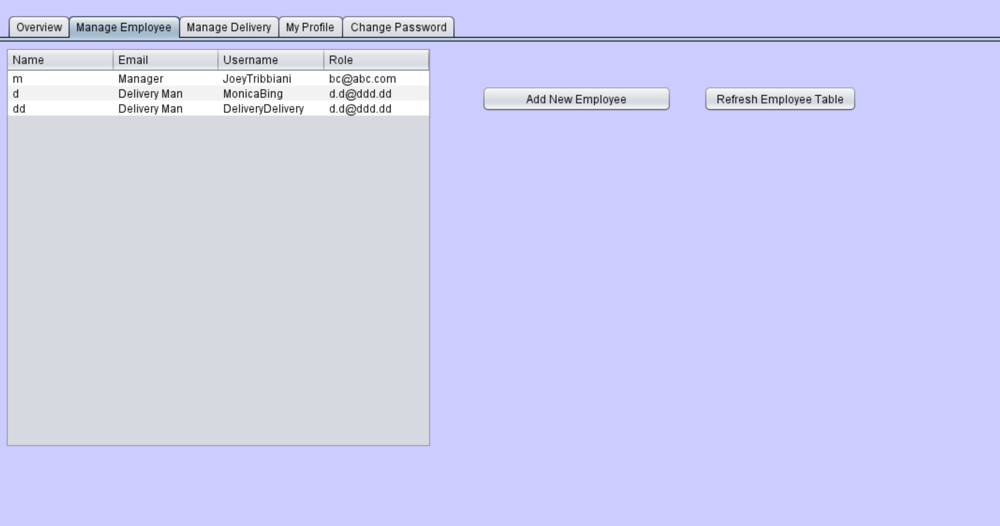 Overview Manage Employee Manage Delivery My Profile Change Password
Name Email Username Role
m Manager JoeyTribbiani bc@abc.com
d Delivery Man MonicaBing d.d@ddd.dd
dd Delivery Man DeliveryDelivery d.d@ddd.dd
Add New Employee Refresh Employee Table